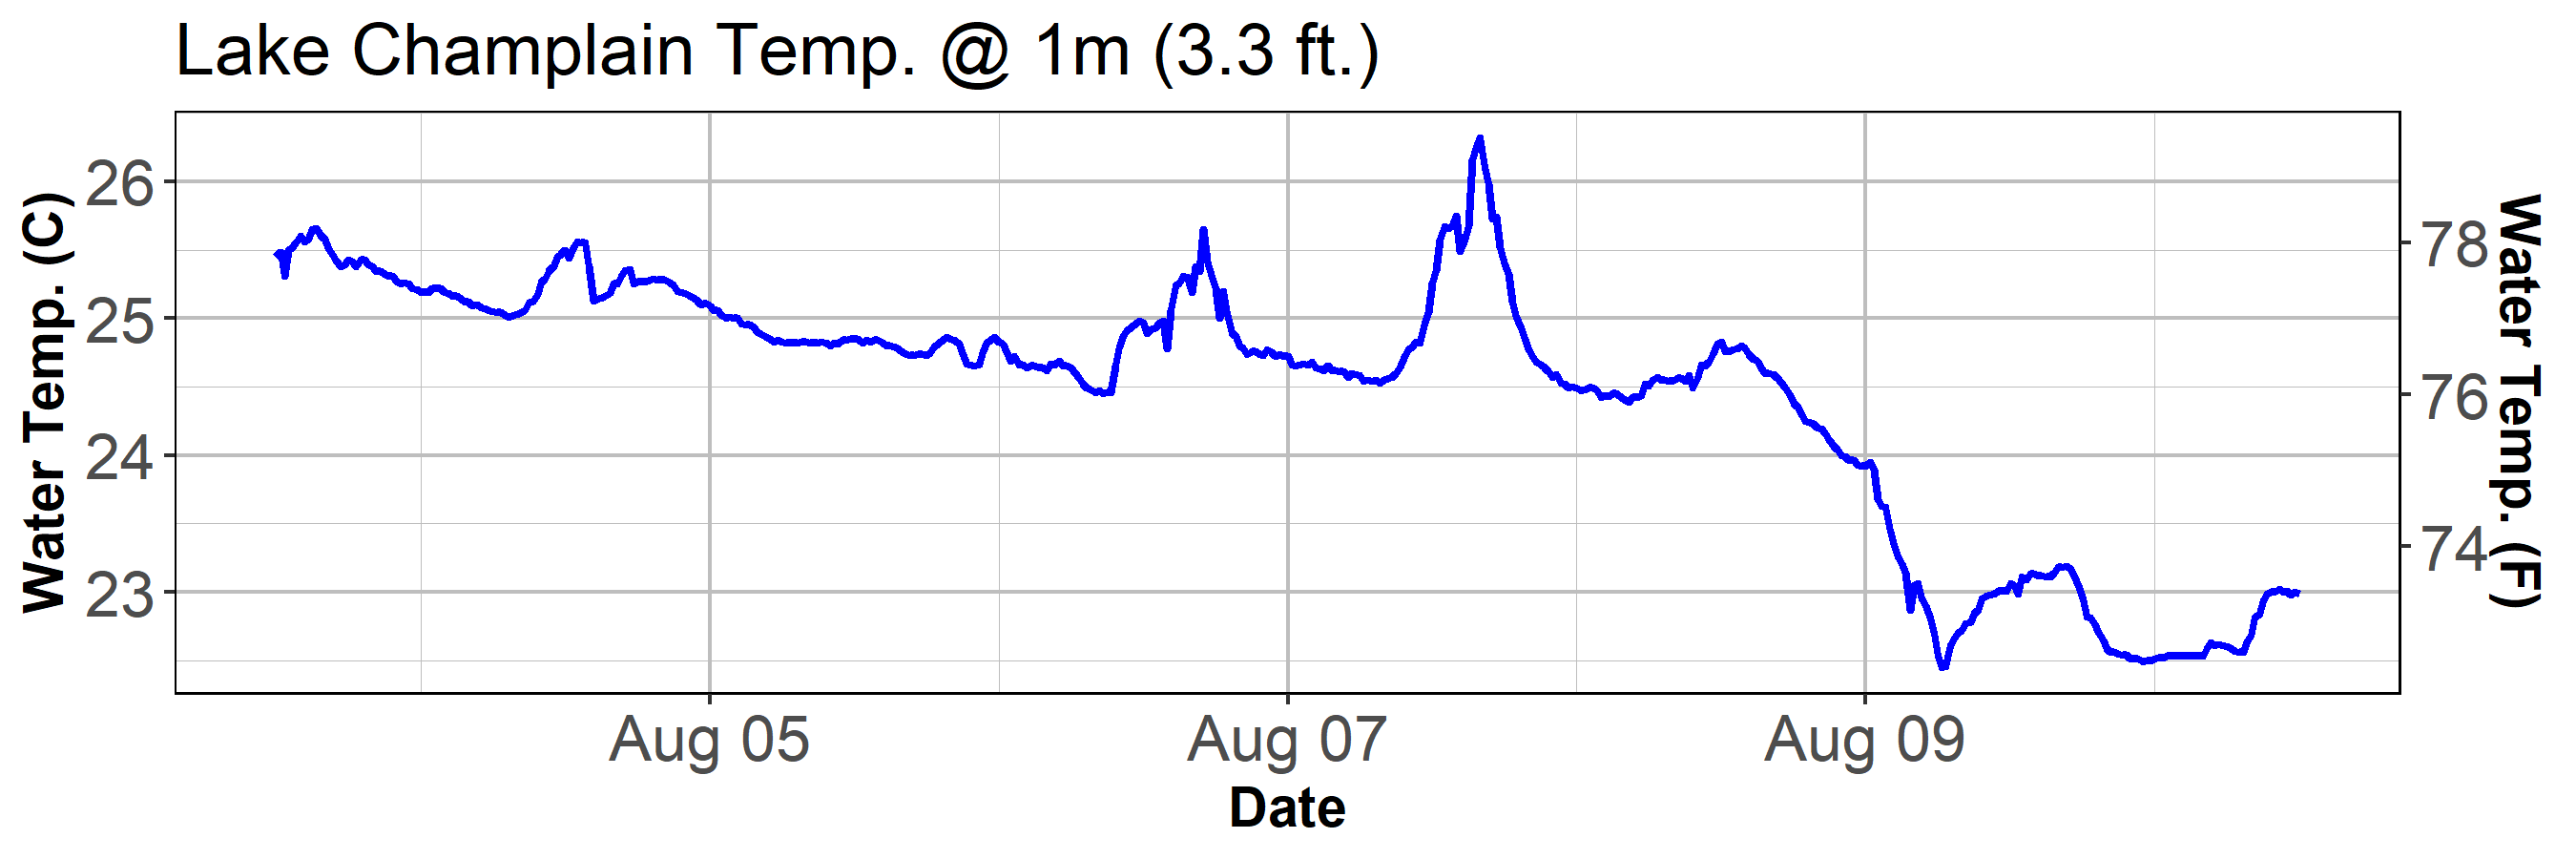 Lake Champlain Temp. @ 1m (3.3 ft.)
Water Temp. (C)
26
25
24
23
78
76
74
Water Temp. (F)
Aug 05
Aug 07
Aug 09
Date